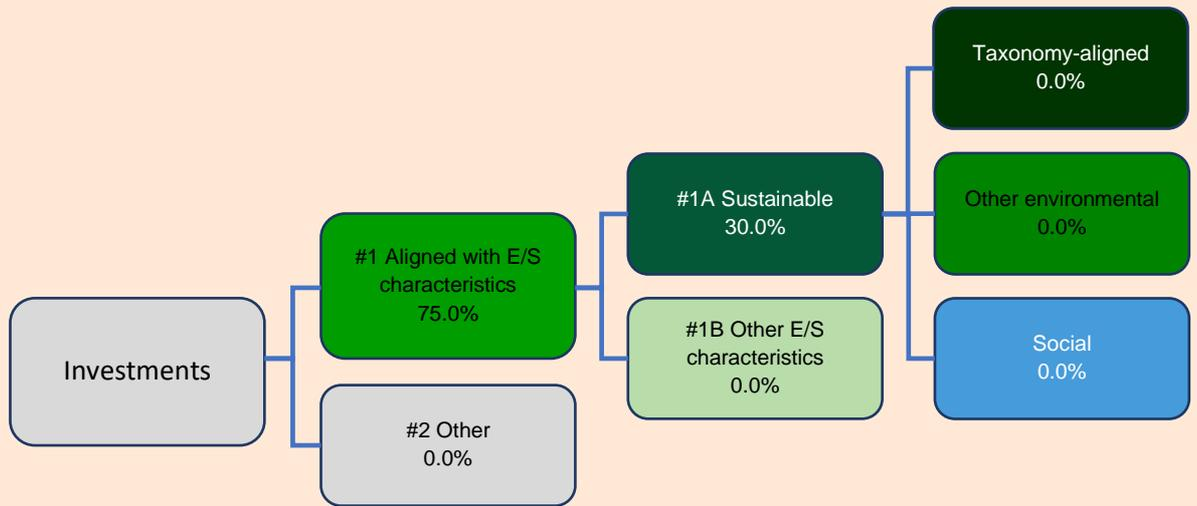 Investments
#1 Aligned with E/S
characteristics
75.0%
#2 Other
0.0%
#1A Sustainable
30.0%
#1B Other E/S
characteristics
0.0%
Taxonomy-aligned
0.0%
Other environmental
0.0%
Social
0.0%